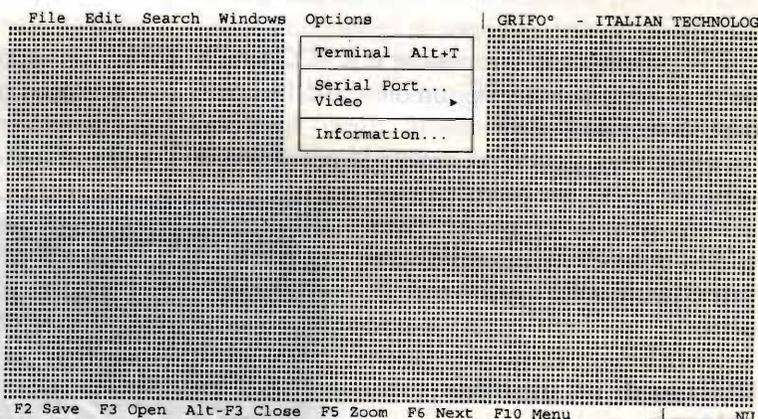 File Edit Search Windows Options | GRIFO° - ITALIAN TECHNOLOG
Terminal Alt+T
Serial Port...
Video ►
Information...
F2 Save F3 Open Alt-F3 Close F5 Zoom F6 Next F10 Menu | NU